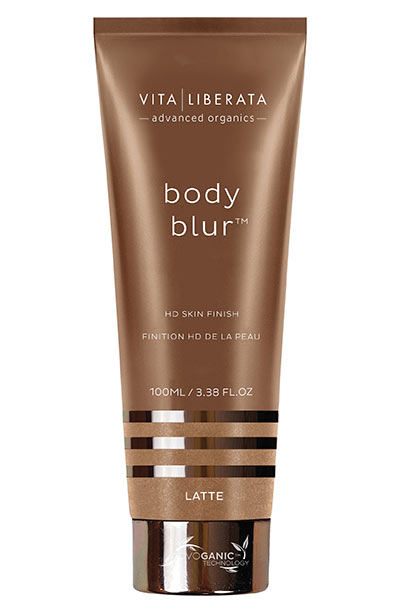 VITA|LIBERATA
— advanced organics —
body
blur™
HD SKIN FINISH
FINITION HD DE LA PEAU
100ML / 3.38 FL.OZ
LATTE
VOGANIC™
TECHNOLOGY